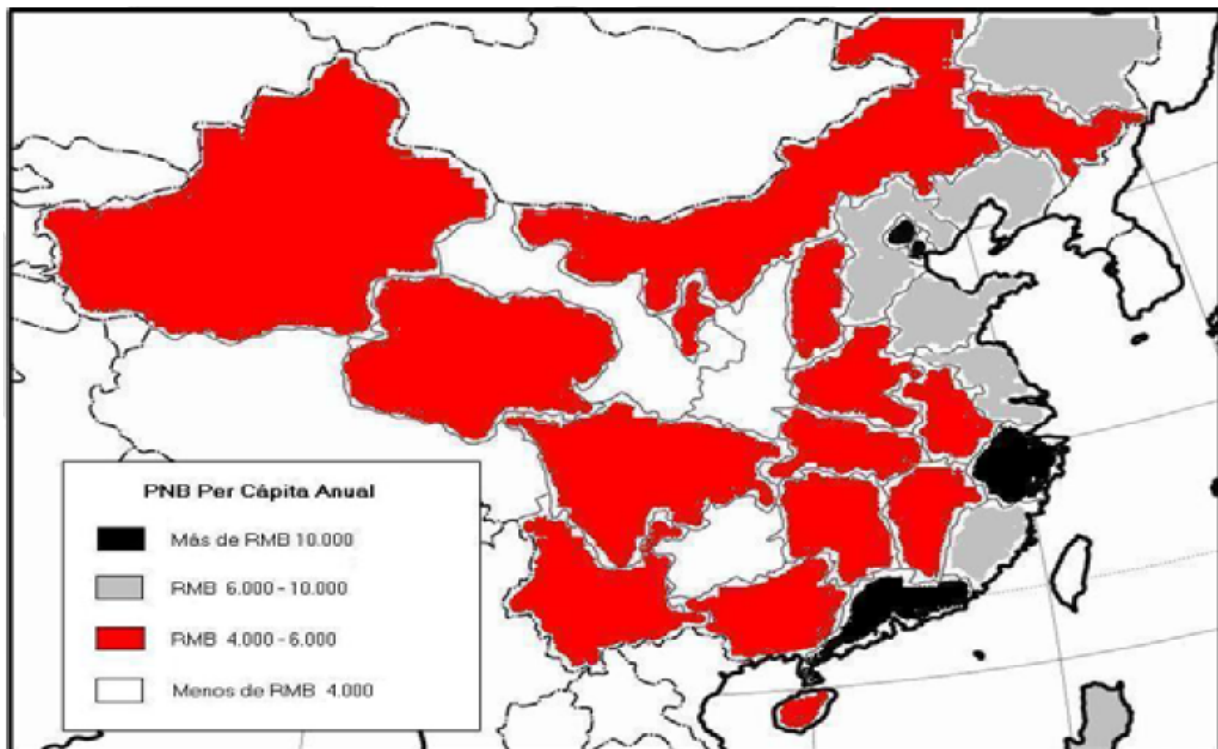 PNB Per Cápita Anual
Más de RMB 10.000
RMB 6.000 - 10.000
RMB 4.000 - 6.000
Menos de RMB 4.000